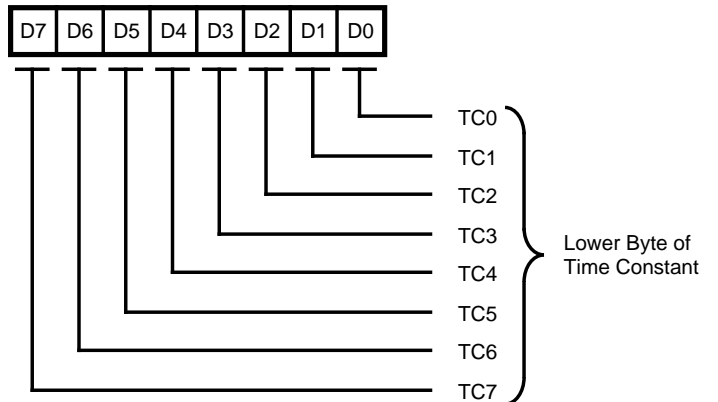 D7 D6 D5 D4 D3 D2 D1 D0
TC0
TC1
TC2
TC3
TC4
TC5
TC6
TC7
Lower Byte of
Time Constant